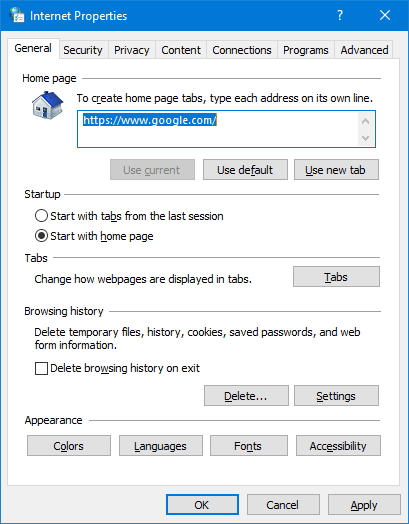 Internet Properties ?
General Security Privacy Content Connections Programs Advanced
Home page
To create home page tabs, type each address on its own line.
https://www.google.com/
Use current Use default Use new tab
Startup
Start with tabs from the last session
Start with home page
Tabs
Change how webpages are displayed in tabs. Tabs
Browsing history
Delete temporary files, history, cookies, saved passwords, and web
form information.
Delete browsing history on exit
Delete... Settings
Appearance
Colors Languages Fonts Accessibility
OK Cancel Apply